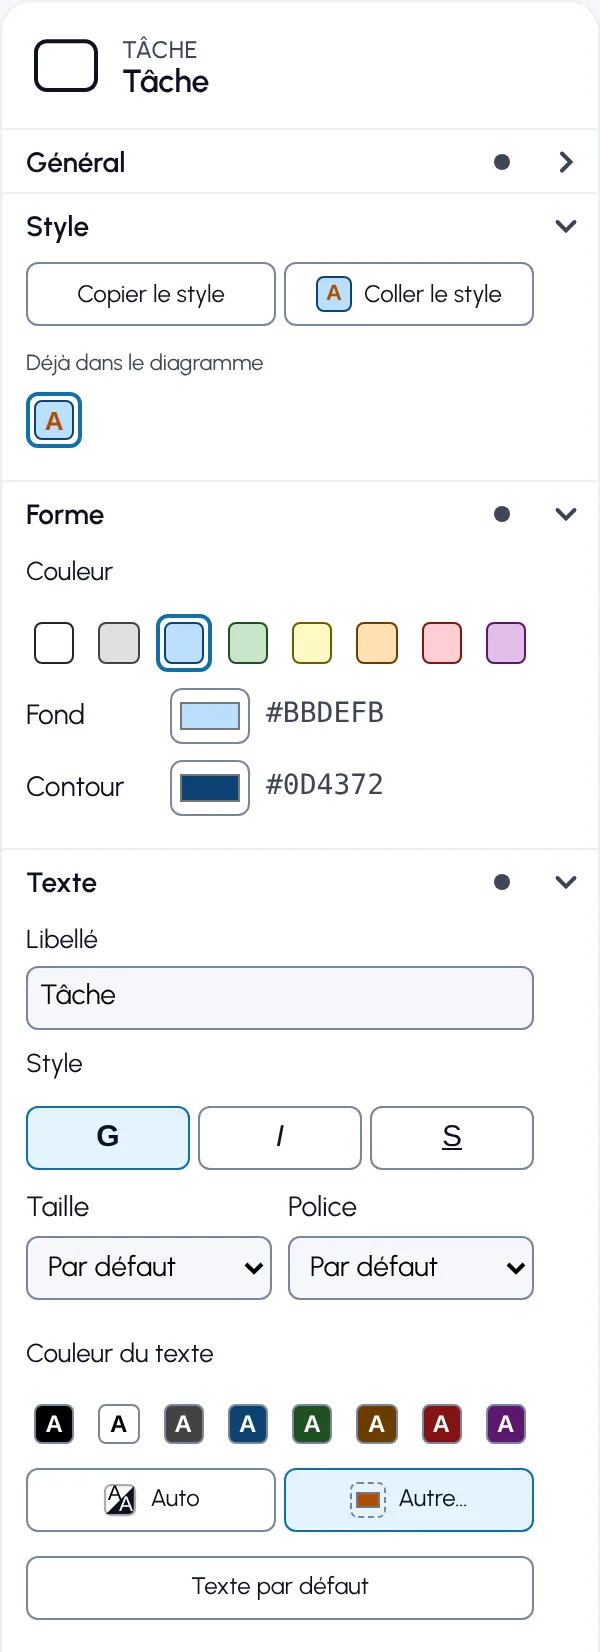 TÂCHE
Tâche
Général
Style
Copier le style
A Coller le style
Déjà dans le diagramme
A
Forme
Couleur
Fond #BBDEFB
Contour #0D4372
Texte
Libellé
Tâche
Style
G I S
Taille Police
Par défaut Par défaut
Couleur du texte
A A A A A A A A
AA Auto Autre...
Texte par défaut